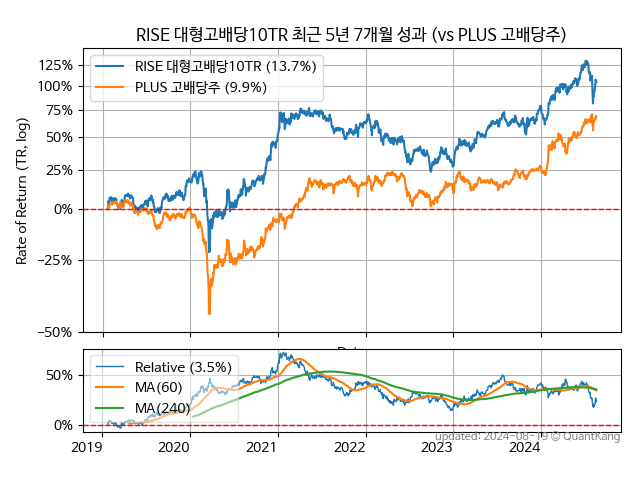 RISE 대형고배당10TR 최근 5년 7개월 성과 (vs PLUS 고배당주)
RISE 대형고배당10TR (13.7%)
PLUS 고배당주 (9.9%)
Rate of Return (TR, log)
125%
100%
75%
50%
25%
0%
−25%
−50%
Relative (3.5%)
MA(60)
MA(240)
50%
0%
2019
2020
2021
2022
2023
2024
updated: 2024-08-19 © QuantKang